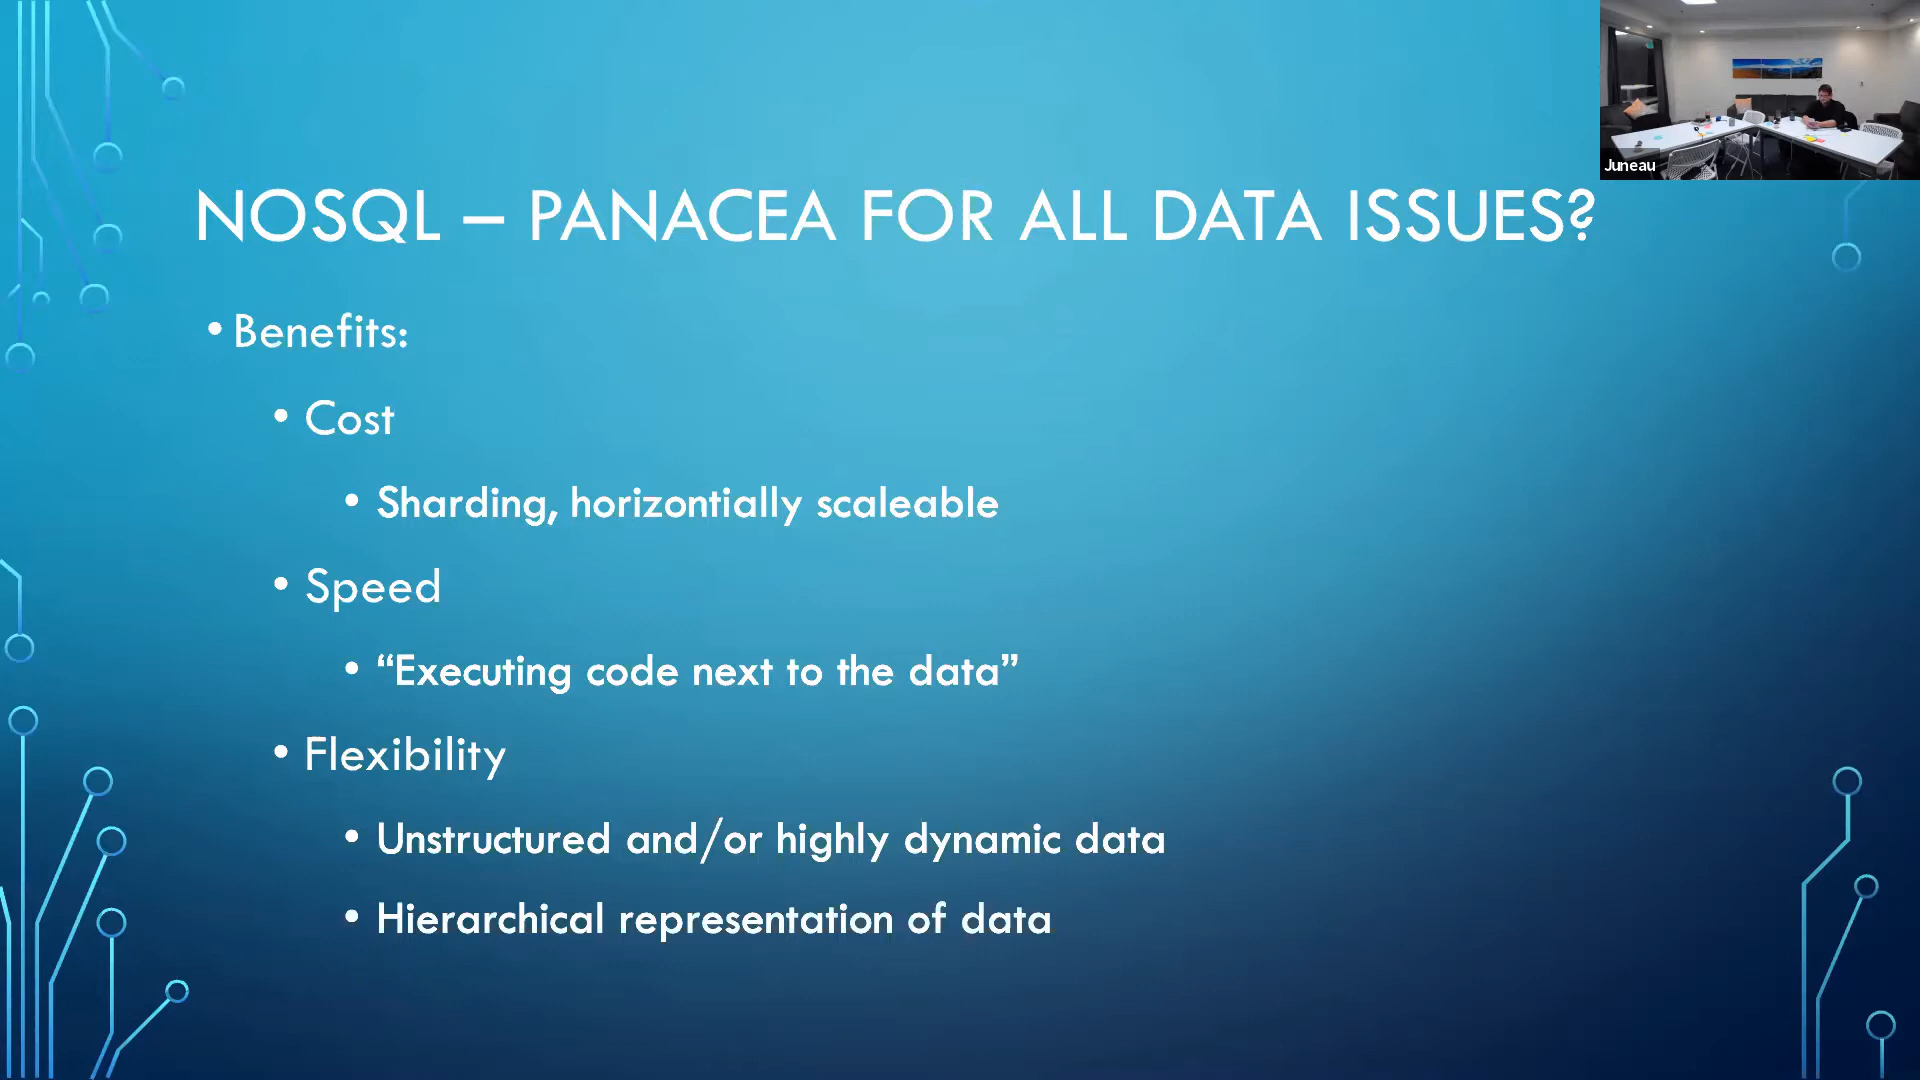 Juneau
NOSQL – PANACEA FOR ALL DATA ISSUES?
• Benefits:
• Cost
• Sharding, horizontially scaleable
• Speed
• “Executing code next to the data”
• Flexibility
• Unstructured and/or highly dynamic data
• Hierarchical representation of data